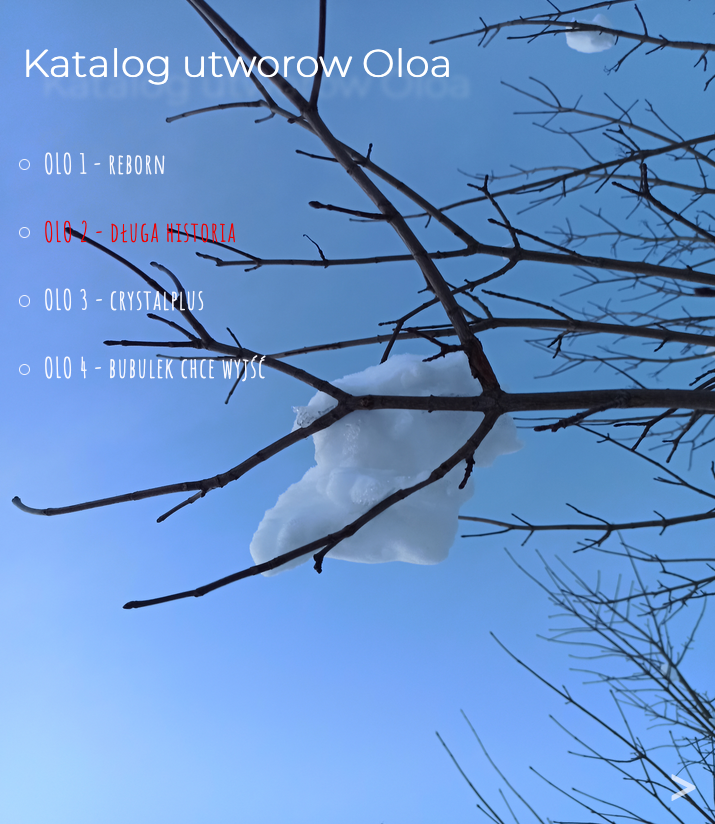 Katalog utworow Oloa
OLO 1 - REBORN
OLO 2 - DŁUGA HISTORIA
OLO 3 - CRYSTALPLUS
OLO 4 - BUBULEK CHCE WYJŚĆ
>